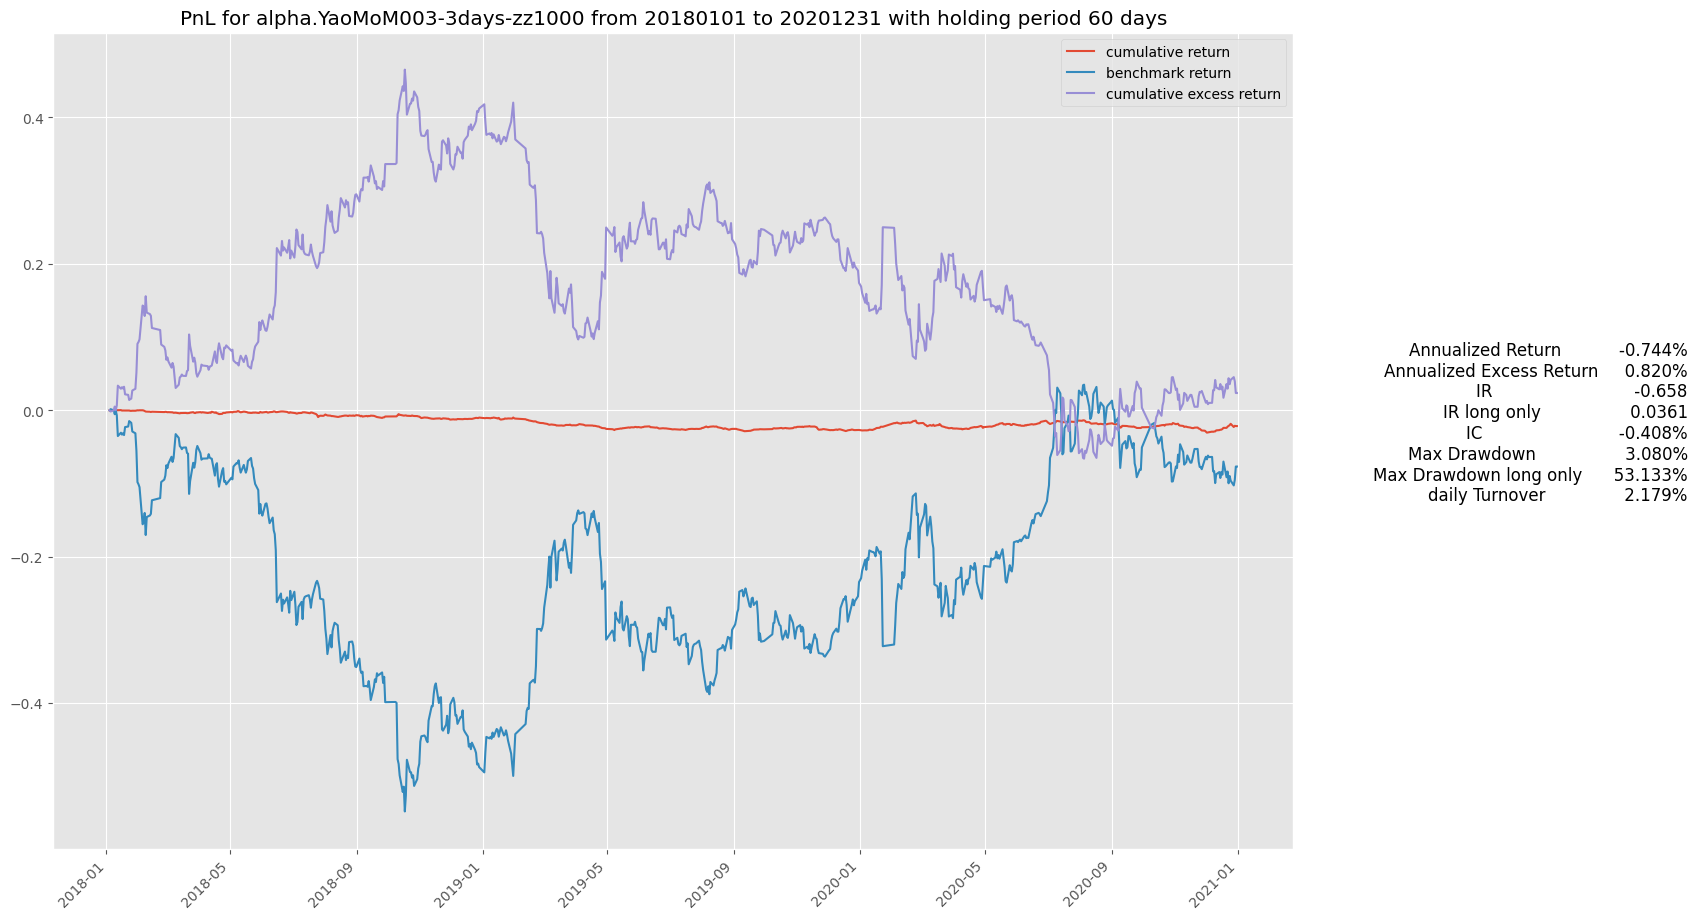 PnL for alpha.YaoMoM003-3days-zz1000 from 20180101 to 20201231 with holding period 60 days
cumulative return
benchmark return
cumulative excess return
0.4
0.2
0.0
−0.2
−0.4
2018-01
2018-05
2018-09
2019-01
2019-05
2019-09
2020-01
2020-05
2020-09
2021-01
Annualized Return -0.744%
Annualized Excess Return 0.820%
IR -0.658
IR long only 0.0361
IC -0.408%
Max Drawdown 3.080%
Max Drawdown long only 53.133%
daily Turnover 2.179%